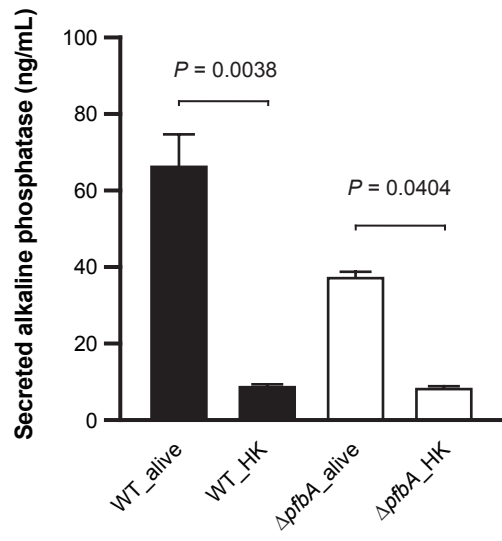 Secreted alkaline phosphatase (ng/mL)
100
80
60
40
20
0
P = 0.0038
P = 0.0404
WT_alive
WT_HK
ΔpfbA_alive
ΔpfbA_HK